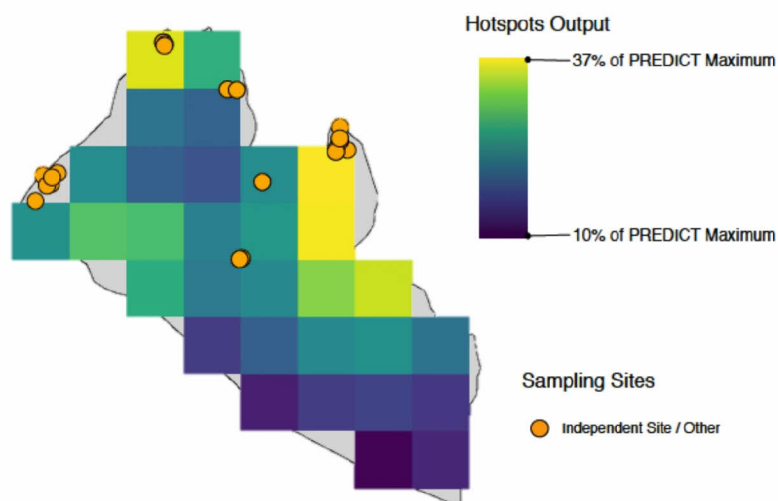 Hotspots Output
37% of PREDICT Maximum
10% of PREDICT Maximum
Sampling Sites
Independent Site / Other